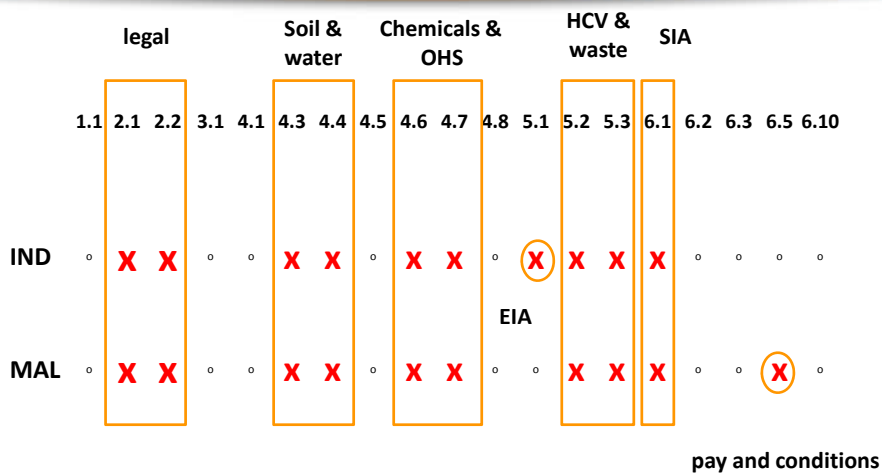 legal Soil & Chemicals & HCV & SIA
water OHS waste
1.1 2.1 2.2 3.1 4.1 4.3 4.4 4.5 4.6 4.7 4.8 5.1 5.2 5.3 6.1 6.2 6.3 6.5 6.10
IND o X X o o X X o X X o X X X X o o o o
EIA
MAL o X X o o X X o X X o o X X X o o X o
pay and conditions